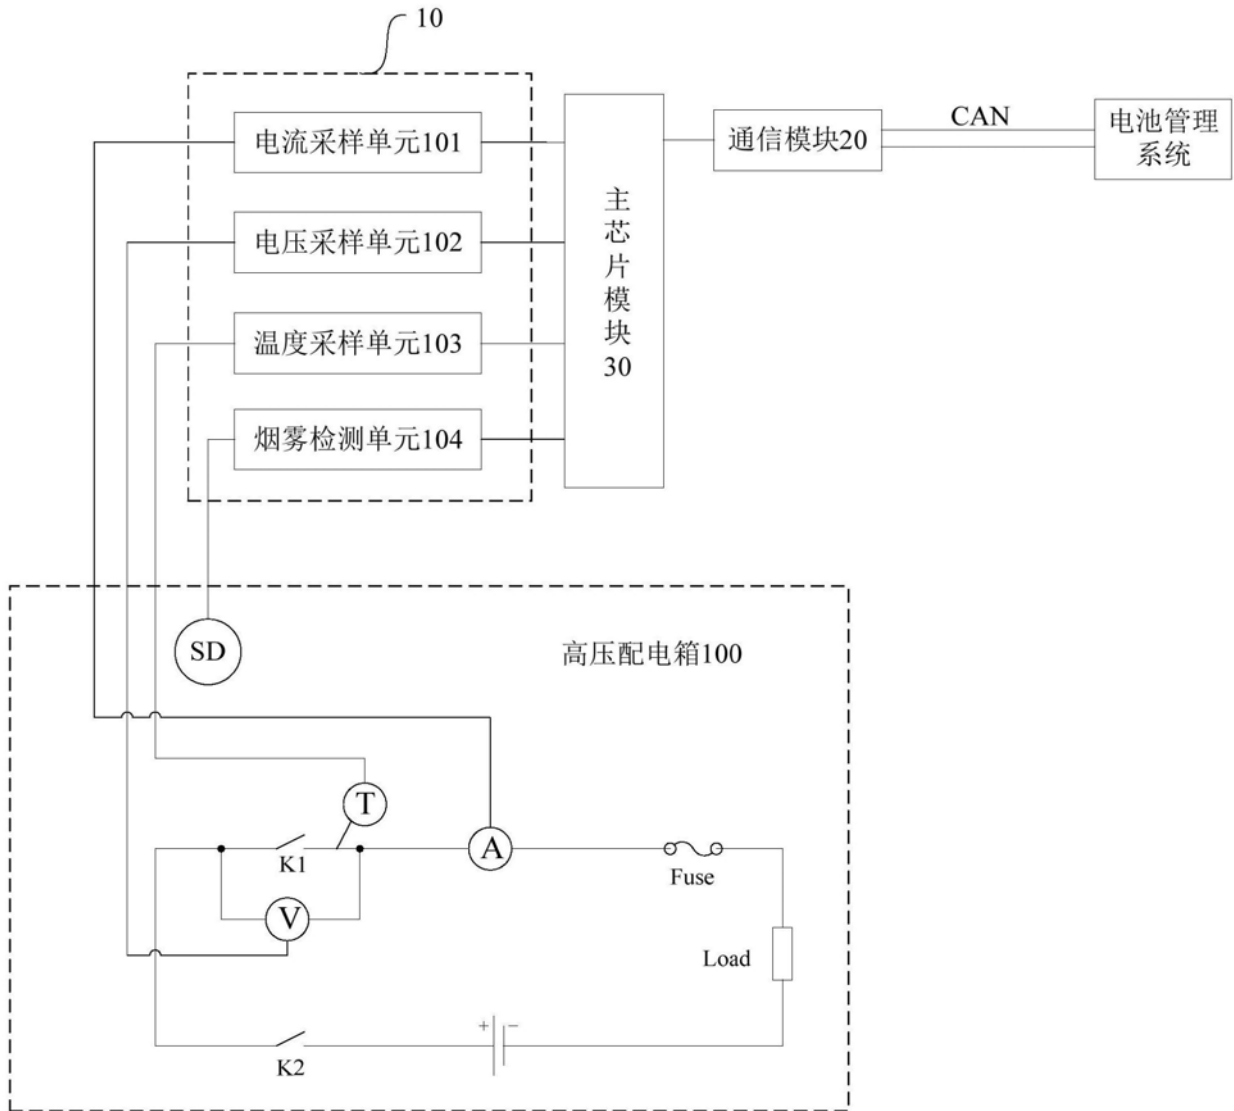 10
电流采样单元101
电压采样单元102
温度采样单元103
烟雾检测单元104
主
芯
片
模
块
30
通信模块20
CAN
电池管理
系统
SD
高压配电箱100
T
K1
A
Fuse
V
Load
K2
+ −